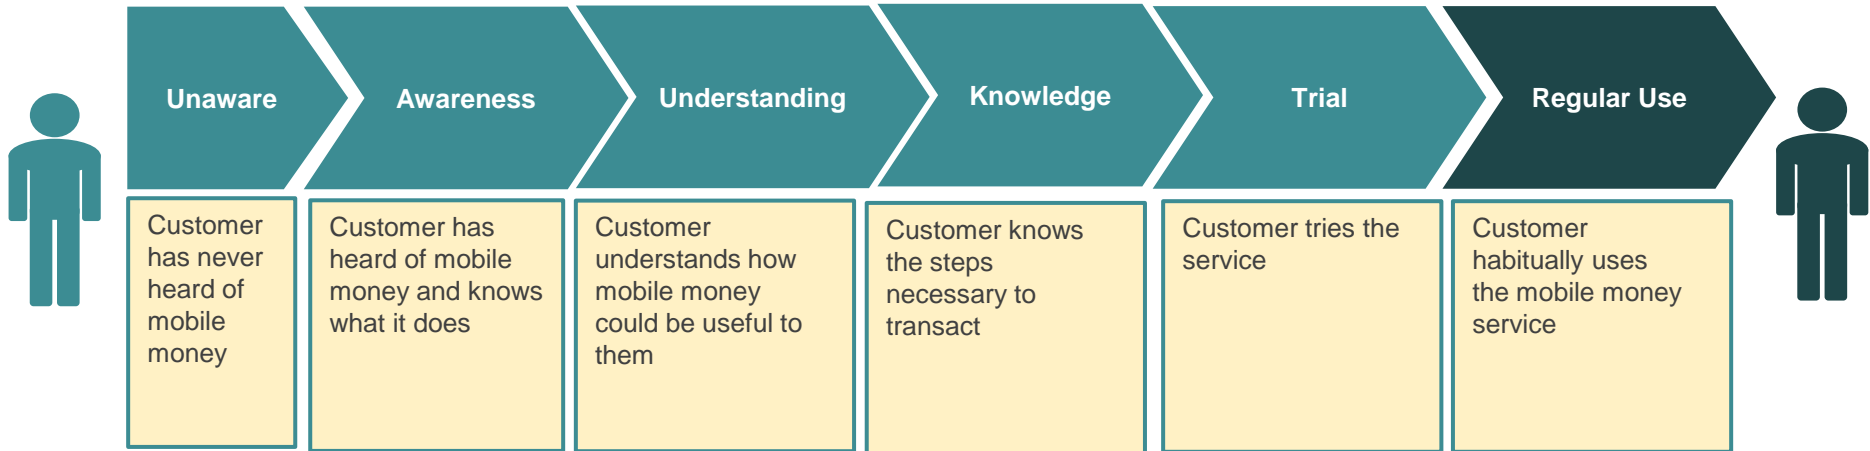 Unaware
Awareness
Understanding
Knowledge
Trial
Regular Use
Customer
has never
heard of
mobile
money
Customer has
heard of mobile
money and knows
what it does
Customer
understands how
mobile money
could be useful to
them
Customer knows
the steps
necessary to
transact
Customer tries the
service
Customer
habitually uses
the mobile money
service